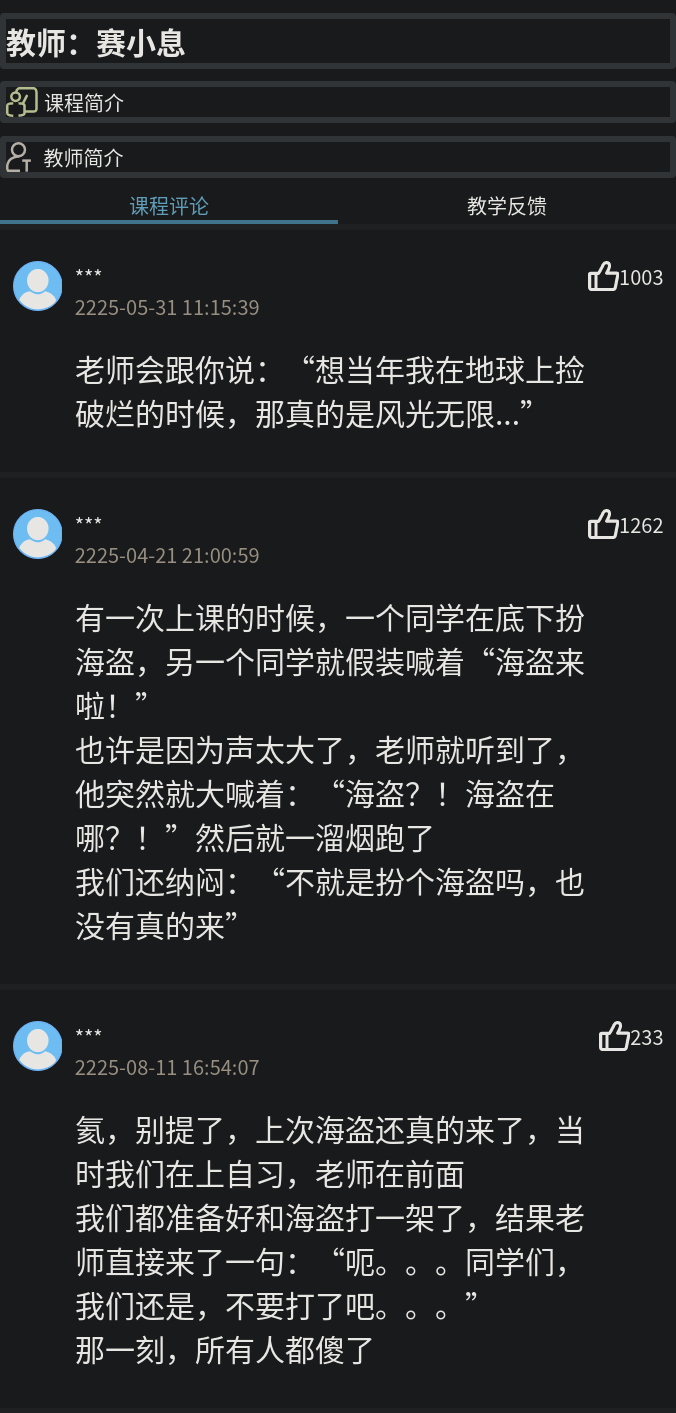 教师：赛小息
课程简介
教师简介
课程评论
教学反馈
***
1003
2225-05-31 11:15:39
老师会跟你说：“想当年我在地球上捡
破烂的时候，那真的是风光无限...”
***
1262
2225-04-21 21:00:59
有一次上课的时候，一个同学在底下扮
海盗，另一个同学就假装喊着“海盗来
啦！”
也许是因为声太大了，老师就听到了，
他突然就大喊着：“海盗？！海盗在
哪？！”然后就一溜烟跑了
我们还纳闷：“不就是扮个海盗吗，也
没有真的来”
***
233
2225-08-11 16:54:07
氦，别提了，上次海盗还真的来了，当
时我们在上自习，老师在前面
我们都准备好和海盗打一架了，结果老
师直接来了一句：“呃。。。同学们，
我们还是，不要打了吧。。。”
那一刻，所有人都傻了